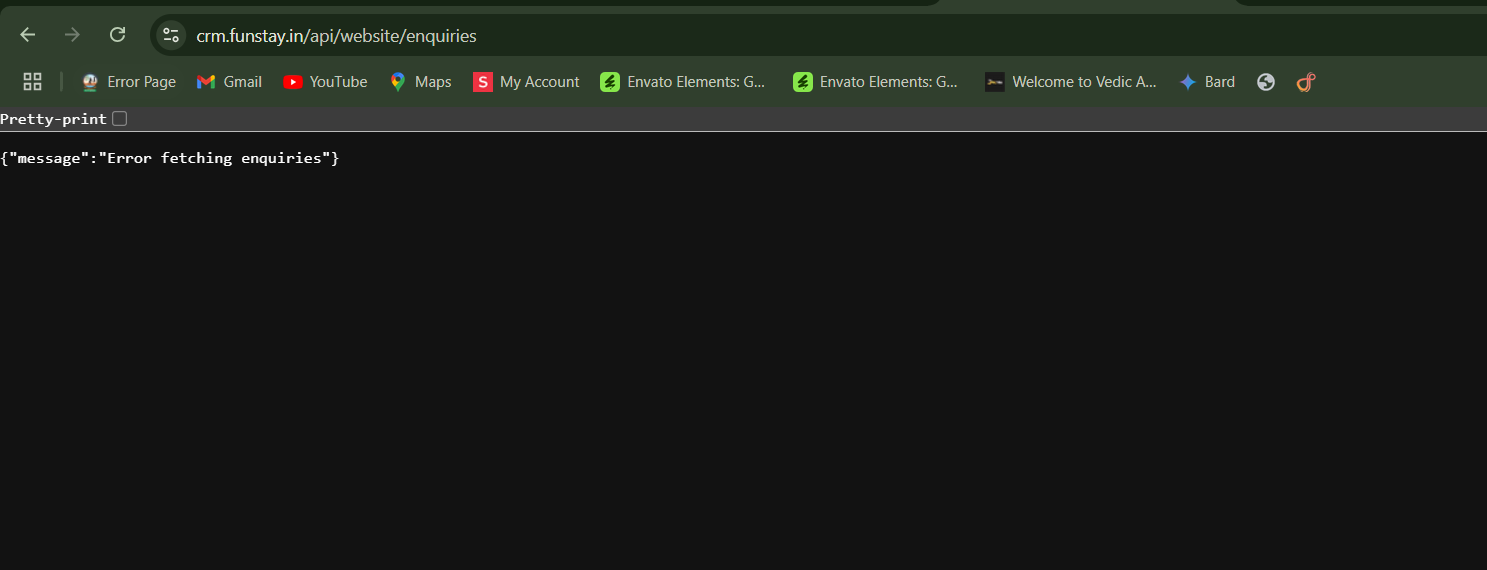 crm.funstay.in/api/website/enquiries
Error Page Gmail YouTube Maps S My Account Envato Elements: G... Envato Elements: G... Welcome to Vedic A... Bard
Pretty-print
{"message":"Error fetching enquiries"}